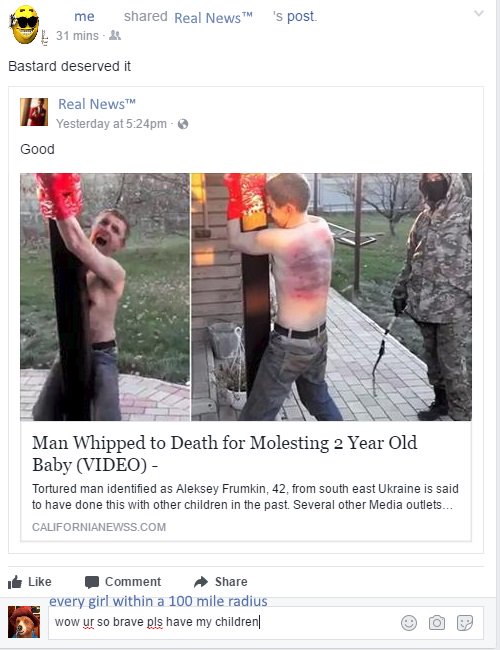 me shared Real News™ 's post.
31 mins ·
Bastard deserved it
Real News™
Yesterday at 5:24pm ·
Good
Man Whipped to Death for Molesting 2 Year Old
Baby (VIDEO) -
Tortured man identified as Aleksey Frumkin, 42, from south east Ukraine is said
to have done this with other children in the past. Several other Media outlets...
CALIFORNIANEWSS.COM
Like Comment Share
every girl within a 100 mile radius
wow ur so brave pls have my children